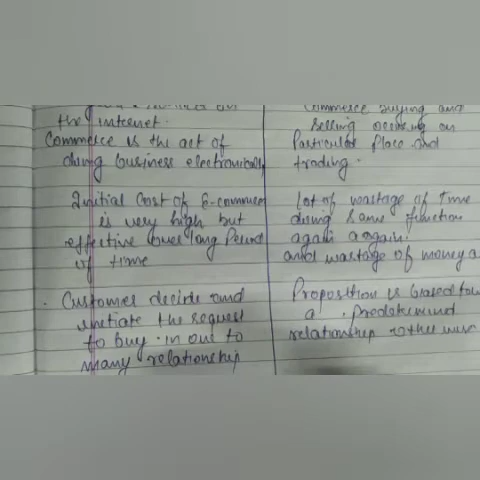 the internet.
Commerce is the act of
doing business electronically
Initial cost of E-commerce
is very high but
effective over long Period
of time
Customer decide and
initiate the request
to buy in one to
many relationship
Commerce buying and
Selling occuring on
Particular place and
trading.
Lot of wastage of time
doing same function
again again.
and wastage of money a
Proposition is based
a predetermind
relationship